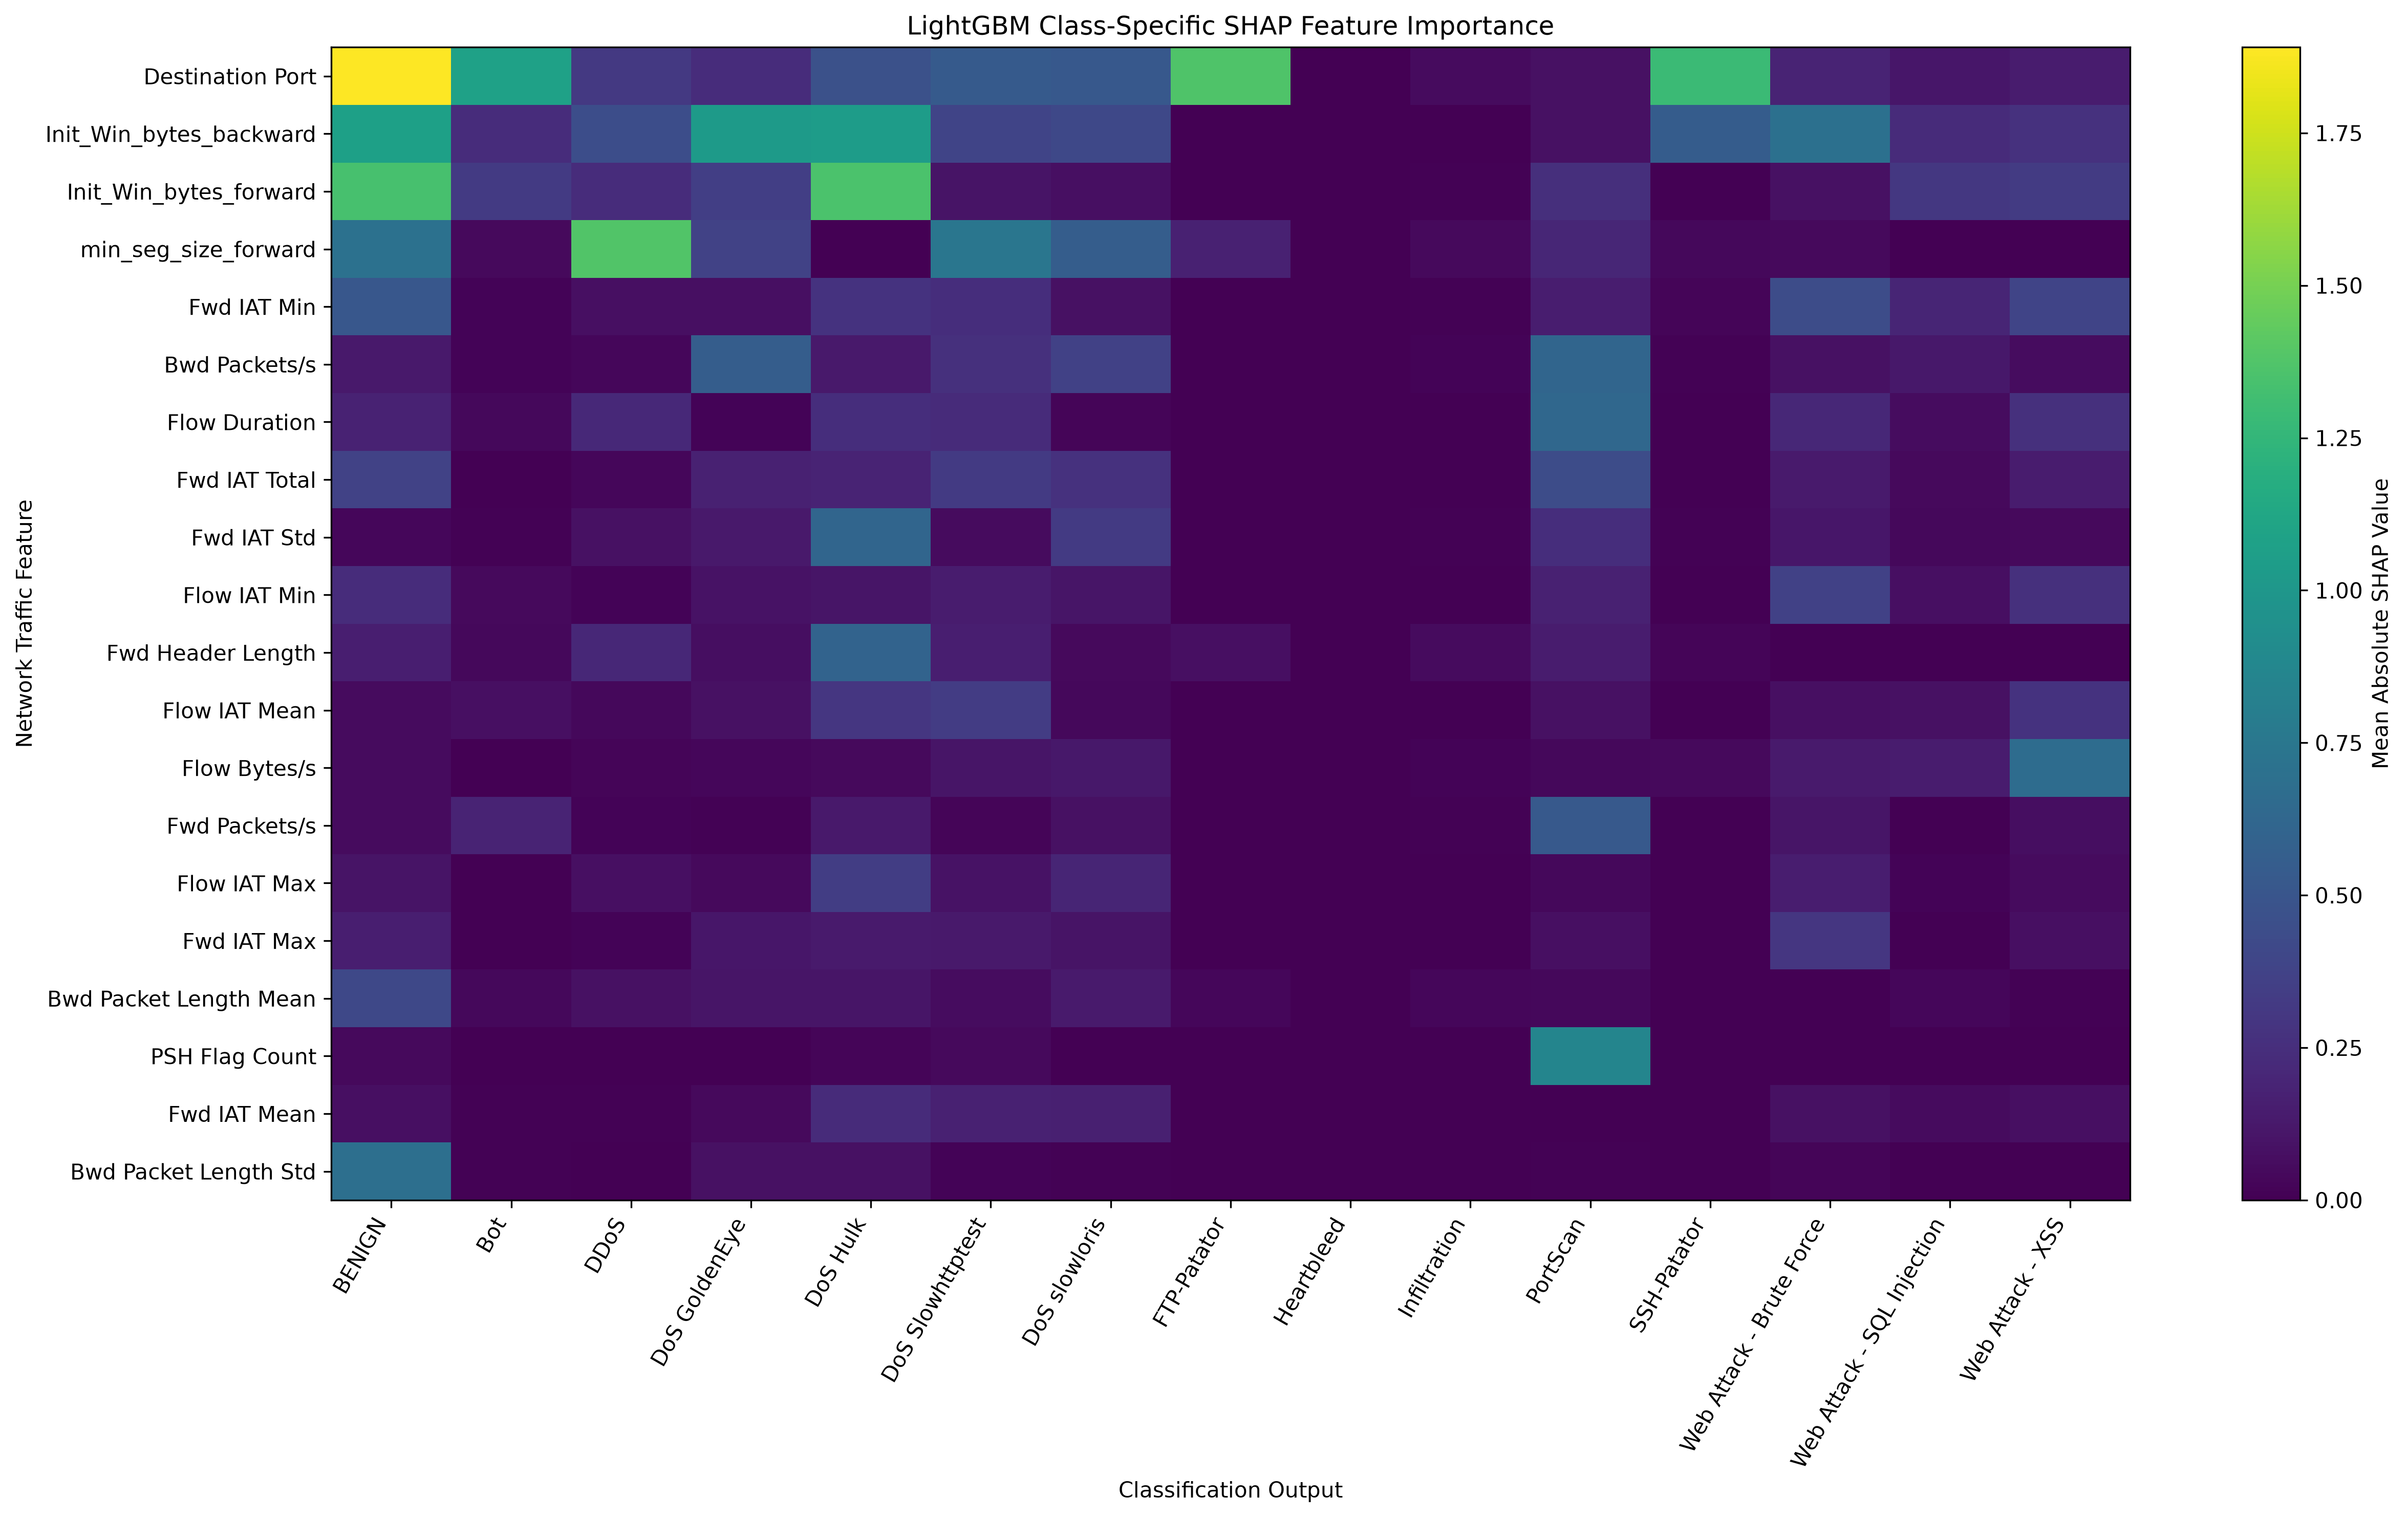 LightGBM Class-Specific SHAP Feature Importance
Network Traffic Feature
Destination Port
Init_Win_bytes_backward
Init_Win_bytes_forward
min_seg_size_forward
Fwd IAT Min
Bwd Packets/s
Flow Duration
Fwd IAT Total
Fwd IAT Std
Flow IAT Min
Fwd Header Length
Flow IAT Mean
Flow Bytes/s
Fwd Packets/s
Flow IAT Max
Fwd IAT Max
Bwd Packet Length Mean
PSH Flag Count
Fwd IAT Mean
Bwd Packet Length Std
BENIGN
Bot
DDoS
DoS GoldenEye
DoS Hulk
DoS Slowhttptest
DoS slowloris
FTP-Patator
Heartbleed
Infiltration
PortScan
SSH-Patator
Web Attack - Brute Force
Web Attack - SQL Injection
Web Attack - XSS
Classification Output
1.75
1.50
1.25
1.00
0.75
0.50
0.25
0.00
Mean Absolute SHAP Value